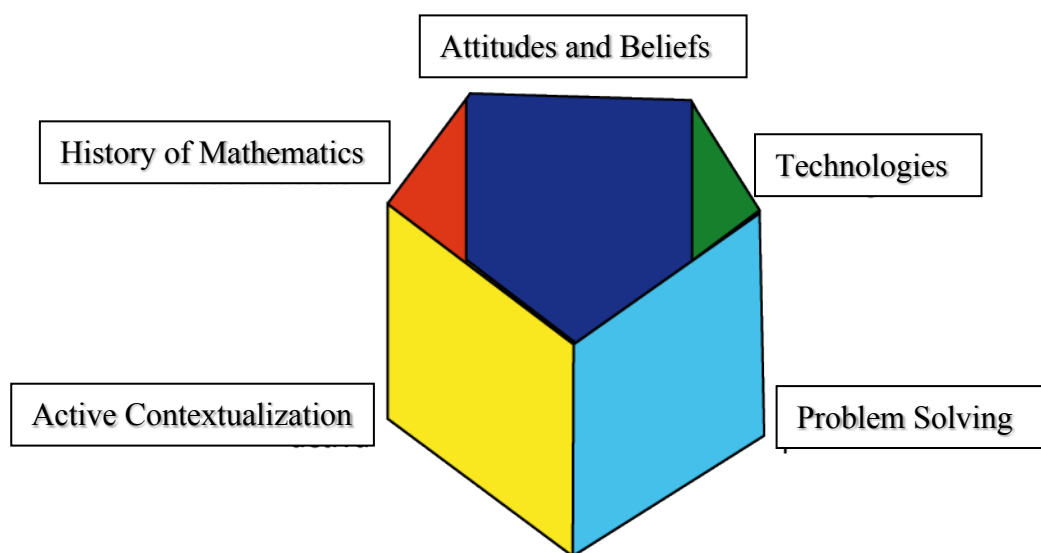 Attitudes and Beliefs
History of Mathematics
Technologies
Active Contextualization
Problem Solving